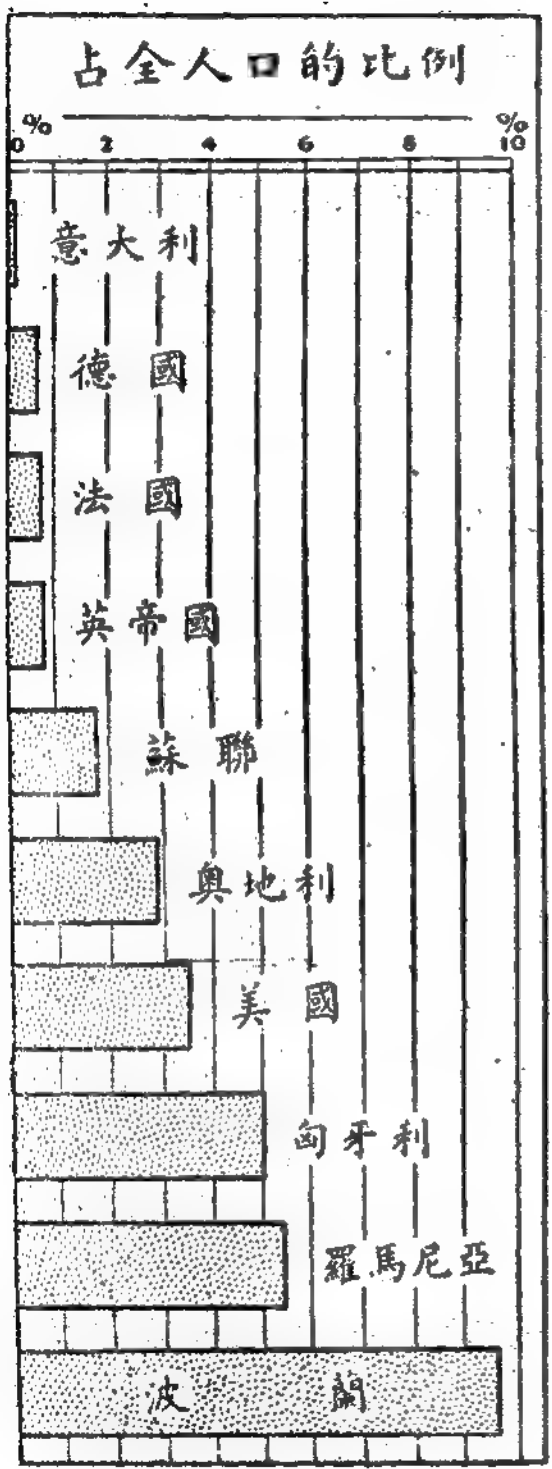 占全人口的比例
% %
0 2 4 6 8 10
意大利
德國
法國
英帝國
蘇聯
奧地利
美國
匈牙利
羅馬尼亞
波蘭